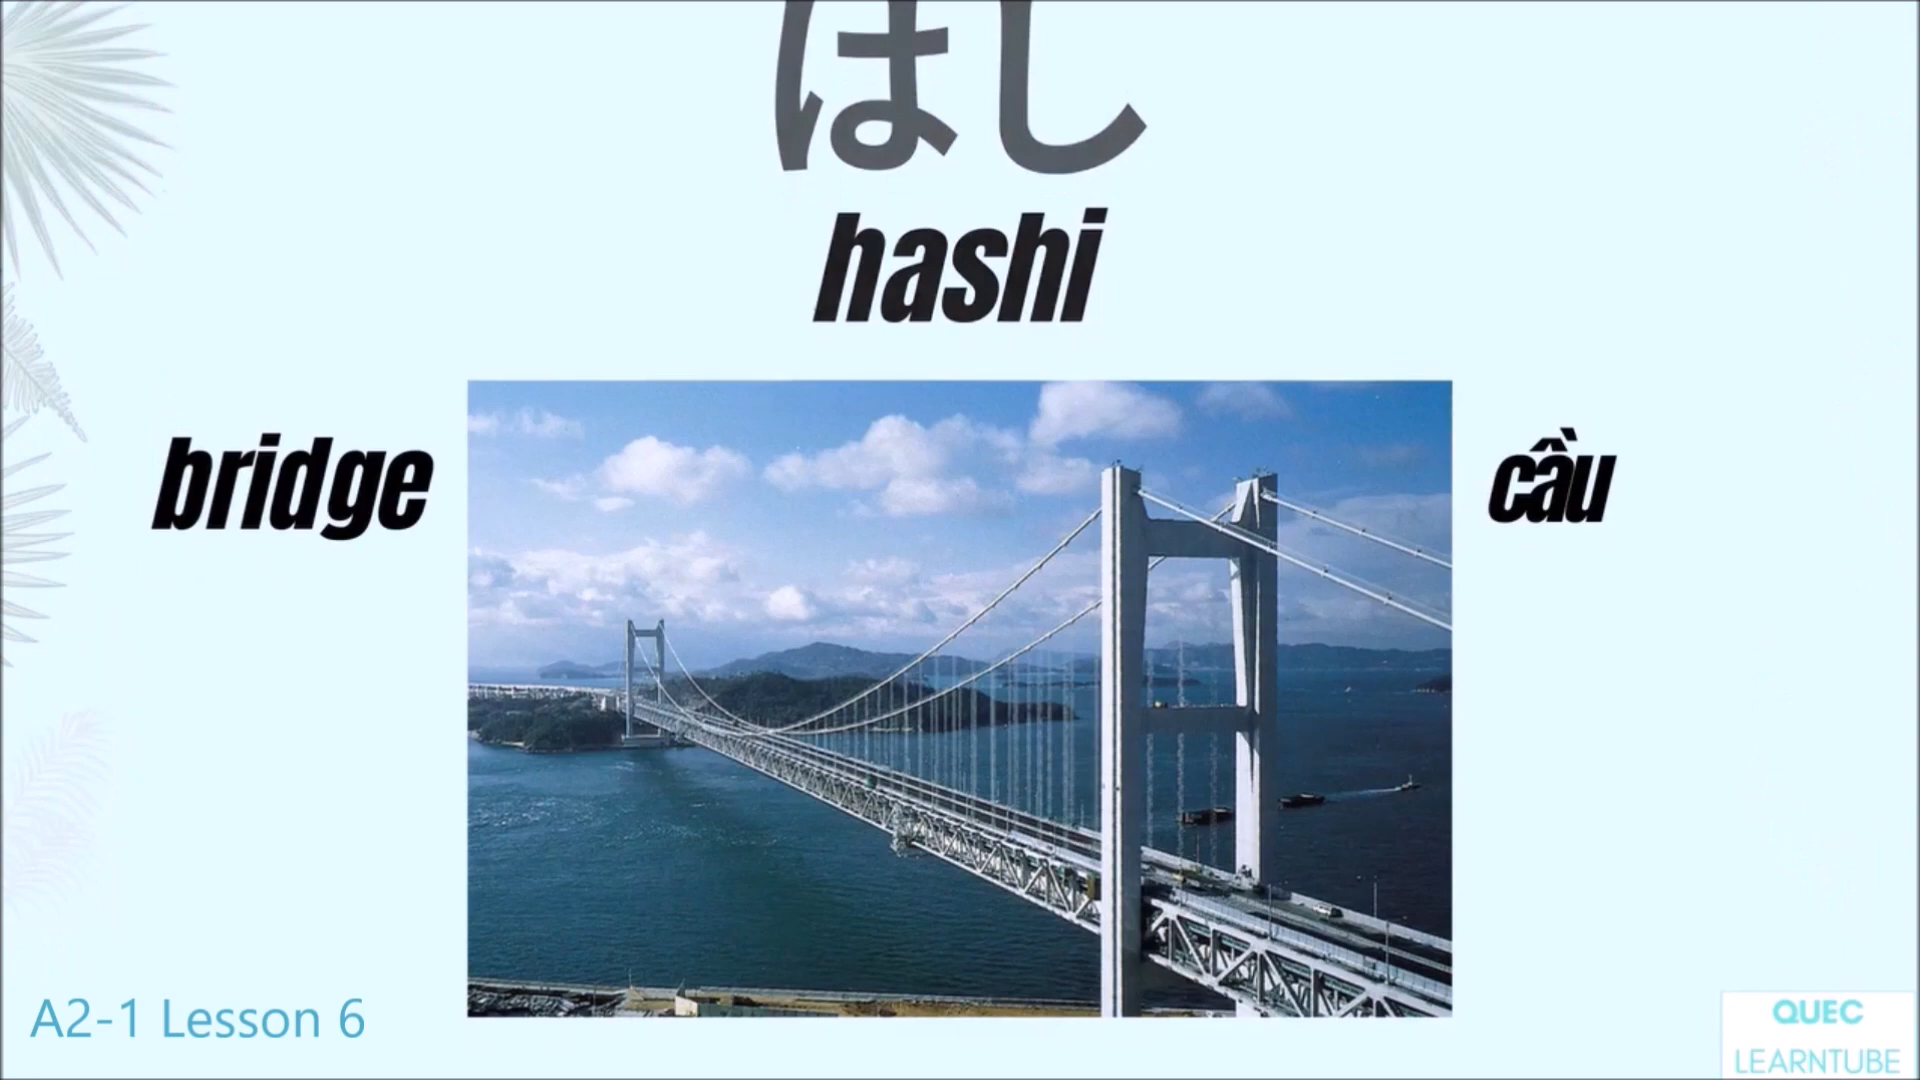 はし
hashi
bridge
cầu
A2-1 Lesson 6
QUEC
LEARNTUBE